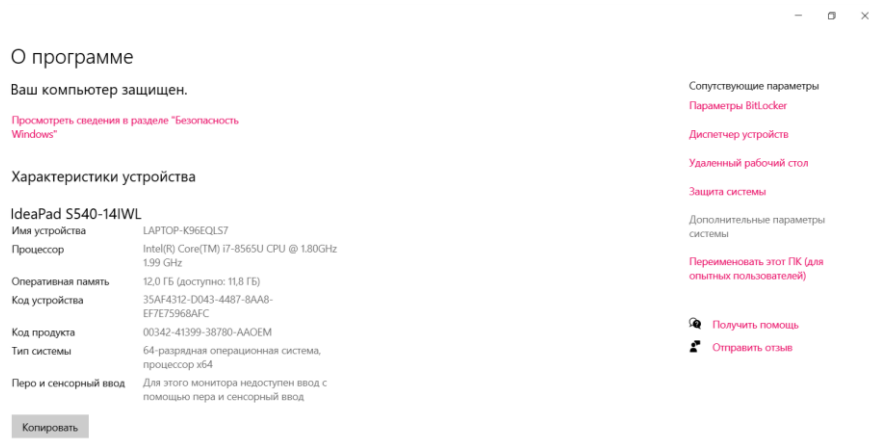 О программе
Ваш компьютер защищен.
Просмотреть сведения в разделе "Безопасность
Windows"
Характеристики устройства
IdeaPad S540-14IWL
Имя устройства LAPTOP-K96EQLS7
Процессор Intel(R) Core(TM) i7-8565U CPU @ 1.80GHz
1.99 GHz
Оперативная память 12,0 ГБ (доступно: 11,8 ГБ)
Код устройства 35AF4312-D043-4487-8AA8-
EF7E75968AFC
Код продукта 00342-41399-38780-AAOEM
Тип системы 64-разрядная операционная система,
процессор x64
Перо и сенсорный ввод Для этого монитора недоступен ввод с
помощью пера и сенсорный ввод
Копировать
Сопутствующие параметры
Параметры BitLocker
Диспетчер устройств
Удаленный рабочий стол
Защита системы
Дополнительные параметры
системы
Переименовать этот ПК (для
опытных пользователей)
Получить помощь
Отправить отзыв